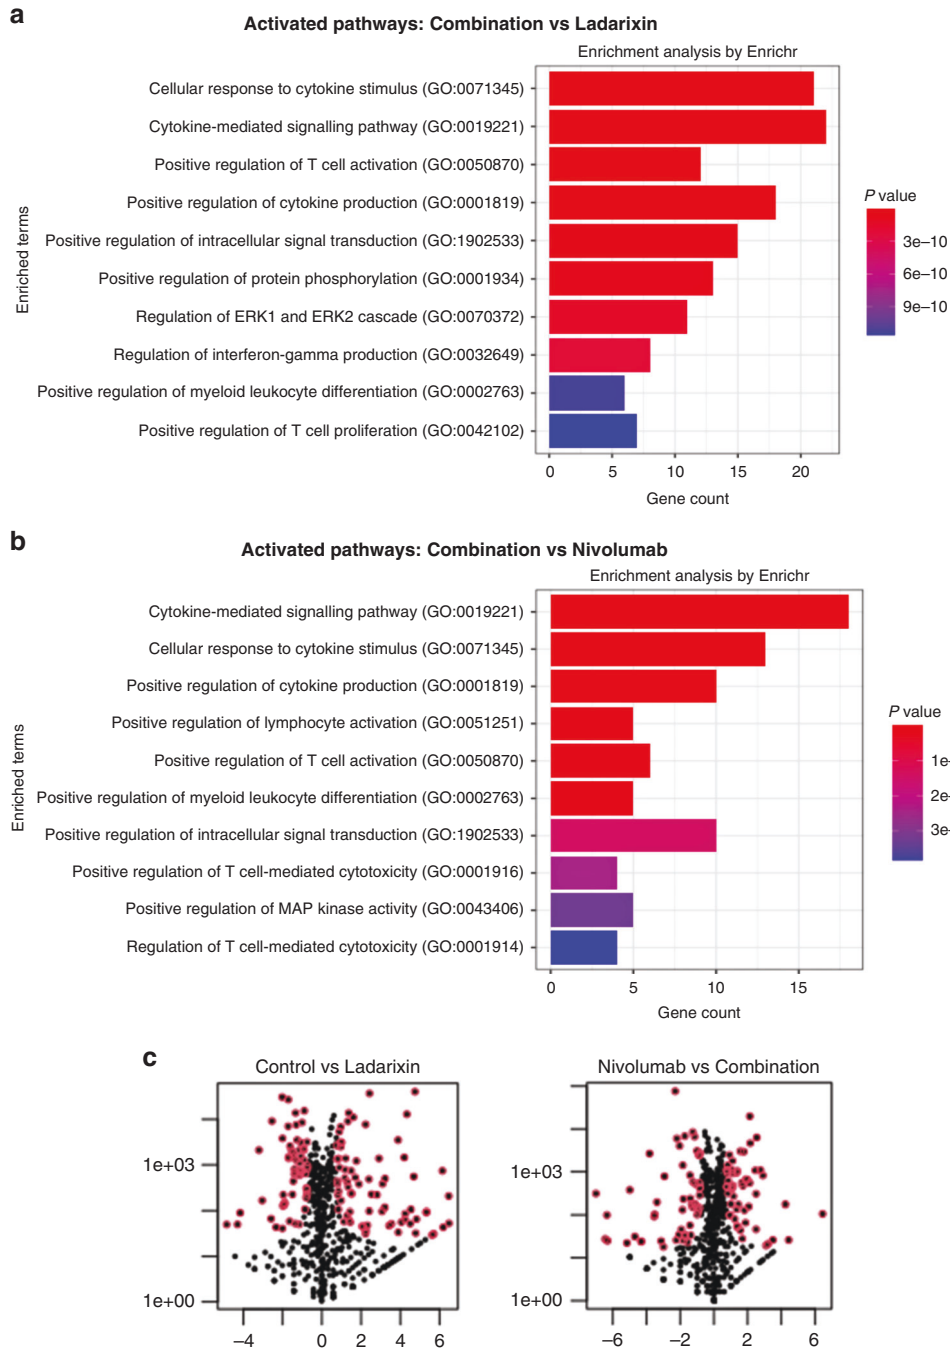 a
Activated pathways: Combination vs Ladarixin
Enrichment analysis by Enrichr
Enriched terms
Cellular response to cytokine stimulus (GO:0071345)
Cytokine-mediated signalling pathway (GO:0019221)
Positive regulation of T cell activation (GO:0050870)
Positive regulation of cytokine production (GO:0001819)
Positive regulation of intracellular signal transduction (GO:1902533)
Positive regulation of protein phosphorylation (GO:0001934)
Regulation of ERK1 and ERK2 cascade (GO:0070372)
Regulation of interferon-gamma production (GO:0032649)
Positive regulation of myeloid leukocyte differentiation (GO:0002763)
Positive regulation of T cell proliferation (GO:0042102)
0 5 10 15 20
Gene count
P value
3e–10
6e–10
9e–10
b
Activated pathways: Combination vs Nivolumab
Enrichment analysis by Enrichr
Enriched terms
Cytokine-mediated signalling pathway (GO:0019221)
Cellular response to cytokine stimulus (GO:0071345)
Positive regulation of cytokine production (GO:0001819)
Positive regulation of lymphocyte activation (GO:0051251)
Positive regulation of T cell activation (GO:0050870)
Positive regulation of myeloid leukocyte differentiation (GO:0002763)
Positive regulation of intracellular signal transduction (GO:1902533)
Positive regulation of T cell-mediated cytotoxicity (GO:0001916)
Positive regulation of MAP kinase activity (GO:0043406)
Regulation of T cell-mediated cytotoxicity (GO:0001914)
0 5 10 15
Gene count
P value
1e-
2e-
3e-
c
Control vs Ladarixin
1e+03
1e+00
–4 0 2 4 6
Nivolumab vs Combination
1e+03
1e+00
–6 –2 2 6